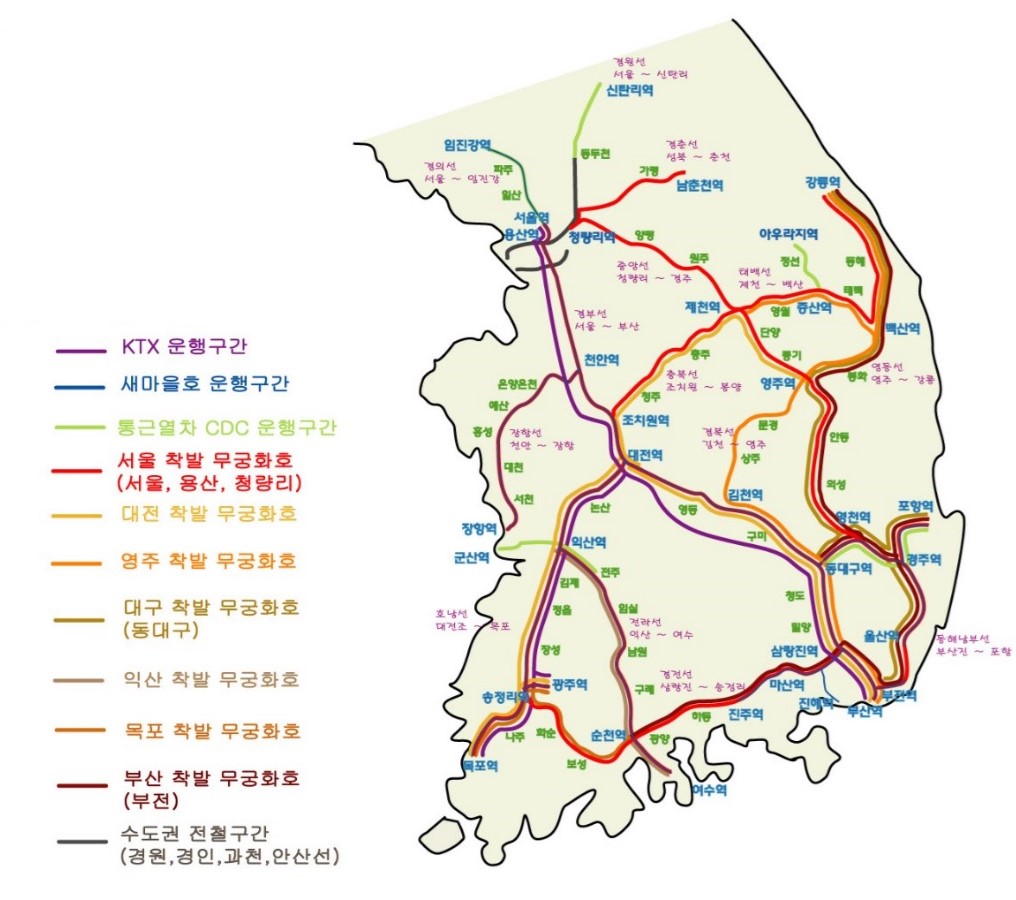 경원선
서울 ~ 신탄리
신탄리역
임진강역
경의선
서울 ~ 임진강
파주
일산
동두천
경춘선
성북 ~ 춘천
가평
남춘천역
강릉역
서울역
용산역
청량리역
양평
아우라지역
정선
동해
원주
중앙선
청량리 ~ 경주
태백선
제천 ~ 백산
태백
제천역
영월
증산역
백산역
경부선
서울 ~ 부산
단양
풍기
천안역
충주
영주역
봉화
영동선
영주 ~ 강릉
온양온천
충북선
조치원 ~ 봉양
청주
예산
조치원역
문경
홍성
장항선
천안 ~ 장항
경북선
김천 ~ 영주
안동
대전역
상주
대천
의성
서천
김천역
논산
영동
포항역
영천역
장항역
구미
군산역
익산역
동대구역
경주역
전주
김제
청도
정읍
임실
호남선
대전조 ~ 목포
전라선
익산 ~ 여수
밀양
울산역
동해남부선
부산진 ~ 포항
장성
남원
삼랑진역
경전선
삼랑진 ~ 송정리
송정리역
광주역
구례
마산역
진해역
부산역
부전역
하동
진주역
나주
화순
순천역
광양
목포역
보성
여수역
KTX 운행구간
새마을호 운행구간
통근열차 CDC 운행구간
서울 착발 무궁화호
(서울, 용산, 청량리)
대전 착발 무궁화호
영주 착발 무궁화호
대구 착발 무궁화호
(동대구)
익산 착발 무궁화호
목포 착발 무궁화호
부산 착발 무궁화호
(부전)
수도권 전철구간
(경원,경인,과천,안산선)